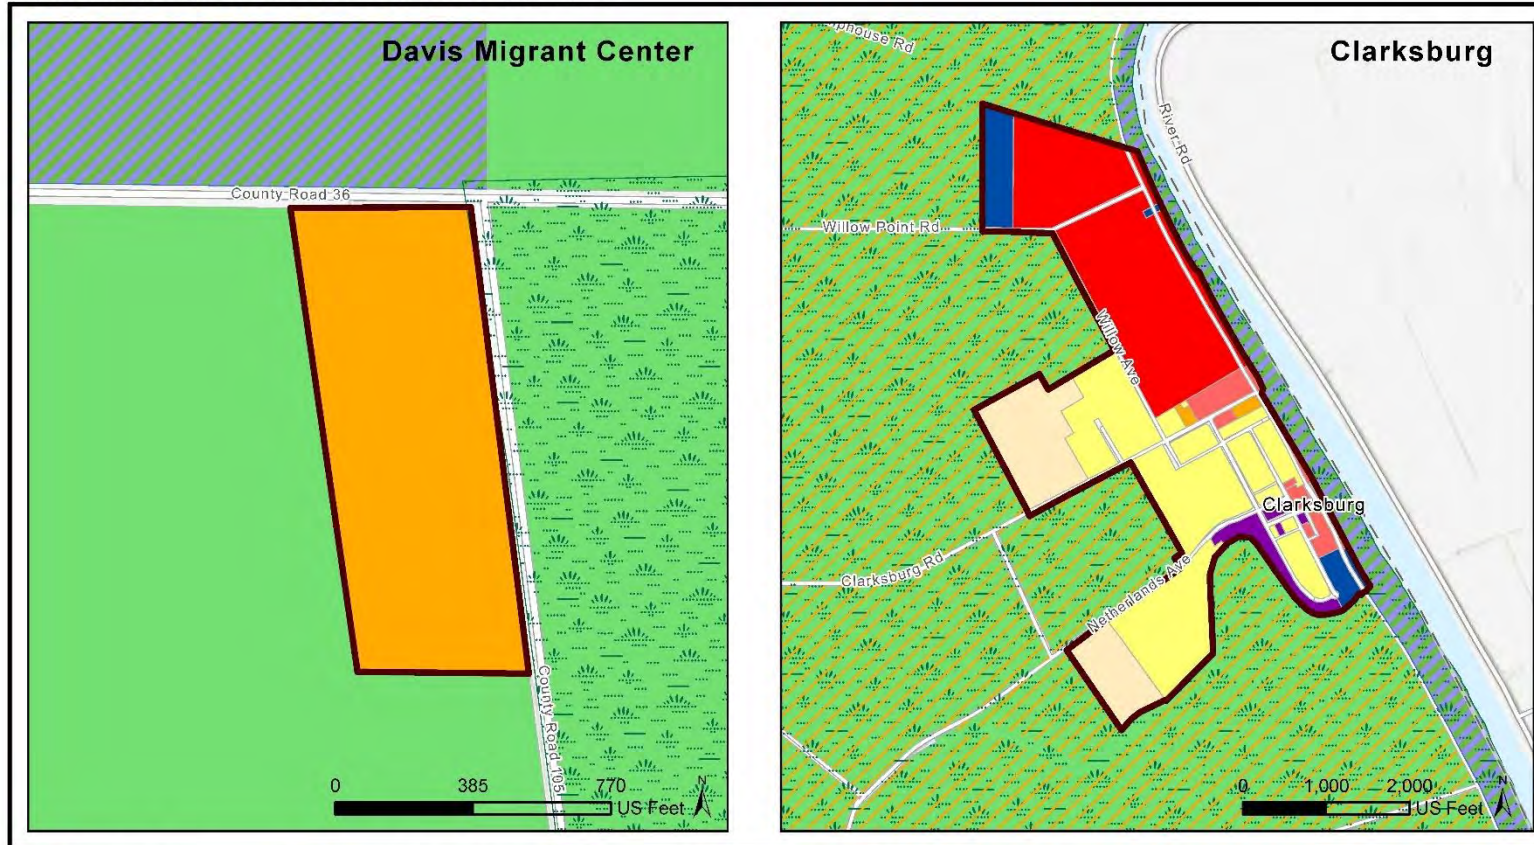 Davis Migrant Center
County Road 36
County Road 105
0 385 770
US Feet
N
Clarksburg
River Rd
Willow Point Rd
Willow Ave
Clarksburg
Clarksburg Rd
Netherlands Ave
0 1,000 2,000
US Feet
N